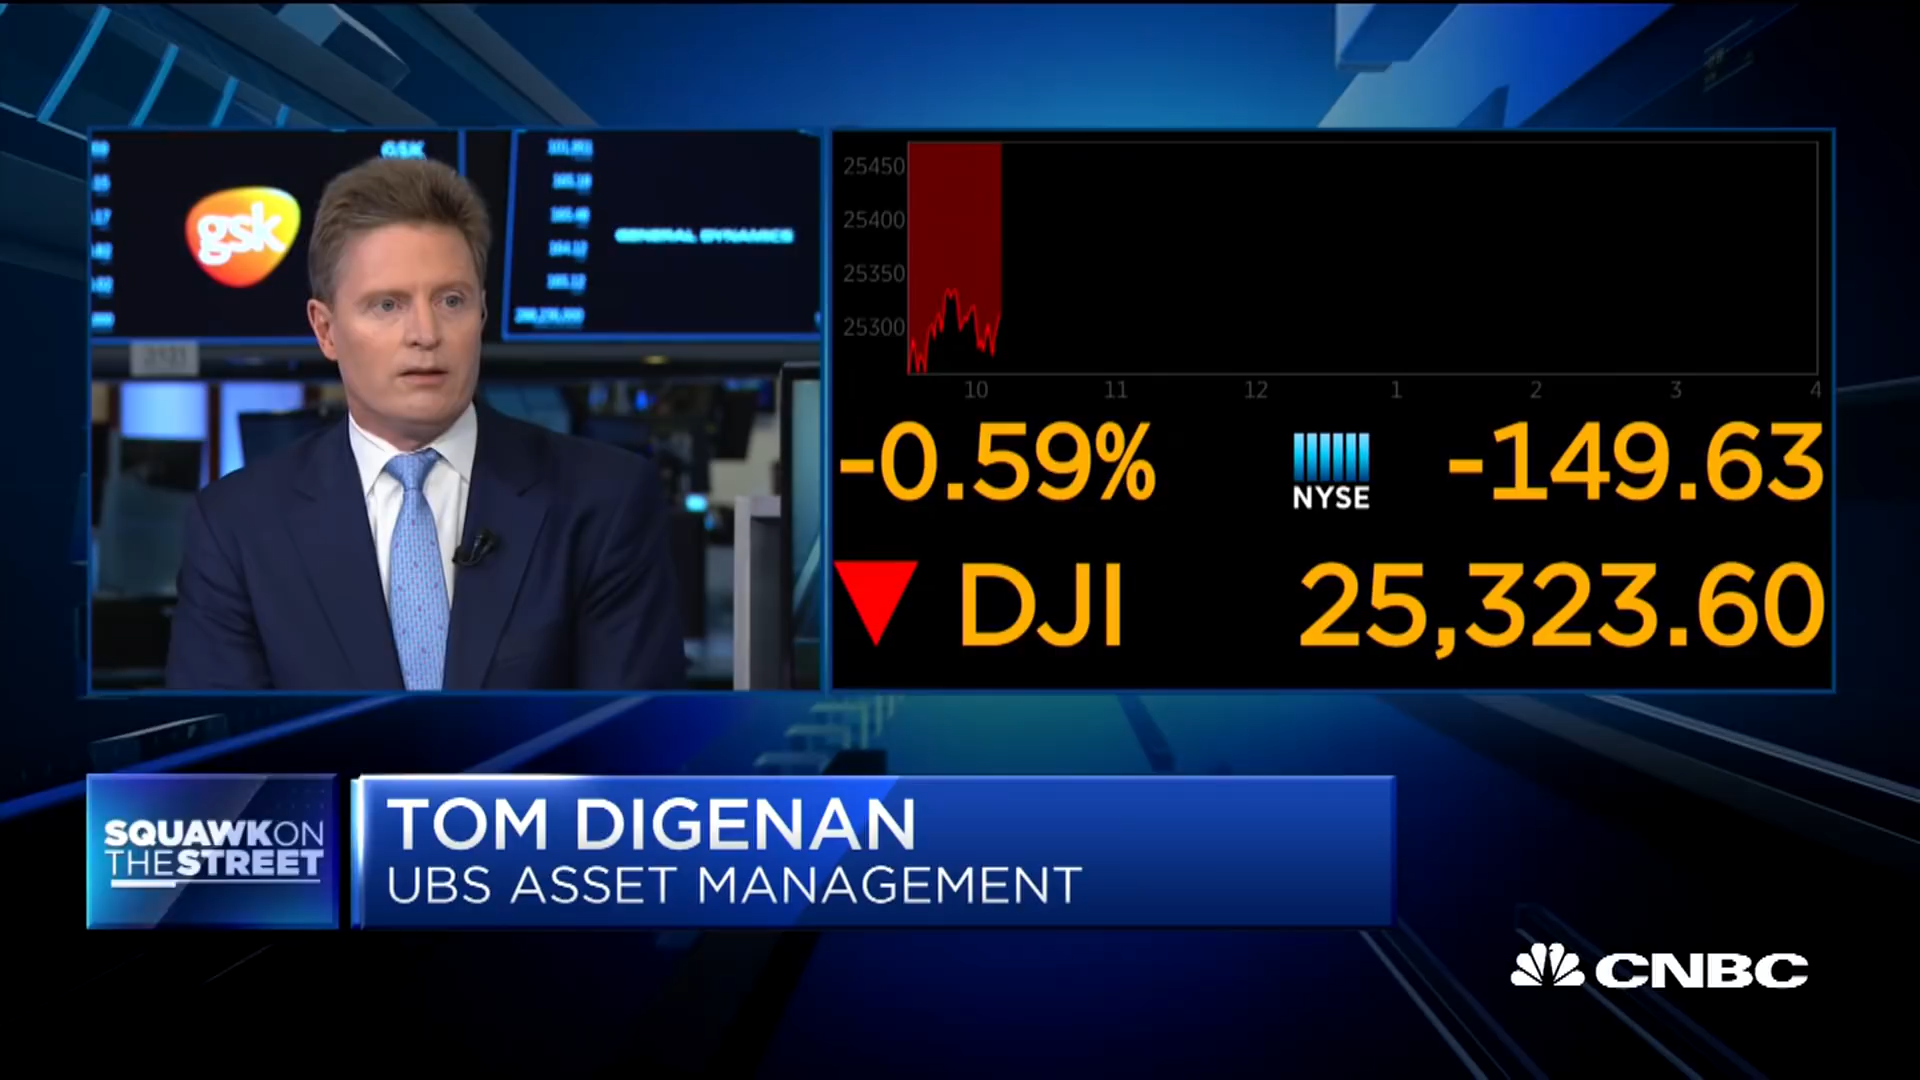 GSK
gsk
GENERAL DYNAMICS
25450
25400
25350
25300
10 11 12 1 2 3 4
-0.59%
NYSE
-149.63
DJI
25,323.60
SQUAWK ON
THE STREET
TOM DIGENAN
UBS ASSET MANAGEMENT
CNBC